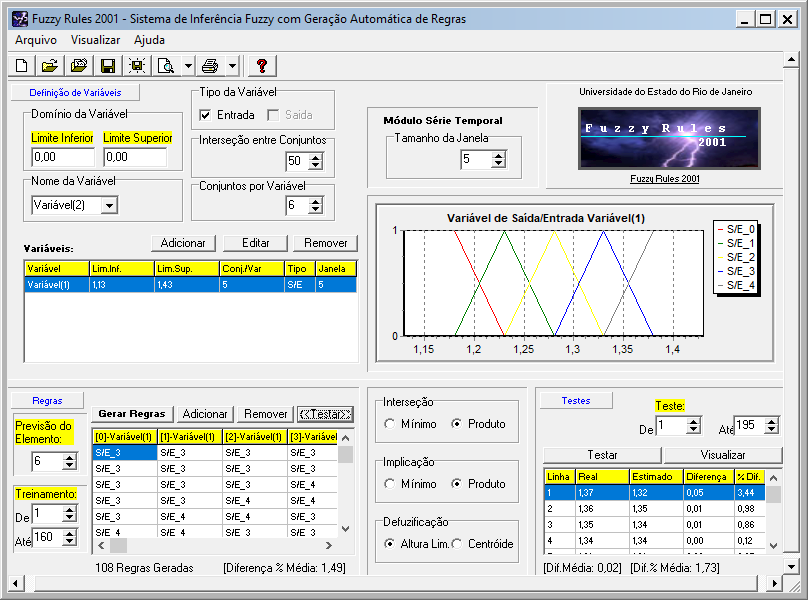 Fuzzy Rules 2001 - Sistema de Inferência Fuzzy com Geração Automática de Regras
Arquivo Visualizar Ajuda
Definição de Variáveis
Domínio da Variável
Limite Inferior Limite Superior
0,00 0,00
Nome da Variável
Variável(2)
Tipo da Variável
Entrada Saida
Interseção entre Conjuntos
50
Conjuntos por Variável
6
Módulo Série Temporal
Tamanho da Janela
5
Universidade do Estado do Rio de Janeiro
Fuzzy Rules
2001
Fuzzy Rules 2001
Variáveis:
Adicionar Editar Remover
Variável Lim.Inf. Lim.Sup. Conj./Var Tipo Janela
Variável(1) 1,13 1,43 5 S/E 5
Variável de Saída/Entrada Variável(1)
1
0
1,15 1,2 1,25 1,3 1,35 1,4
S/E_0
S/E_1
S/E_2
S/E_3
S/E_4
Regras
Previsão do
Elemento:
6
Treinamento:
De 1
Até 160
Gerar Regras Adicionar Remover <<Testar>>
[0]-Variável(1) [1]-Variável(1) [2]-Variável(1) [3]-Variável
S/E_3 S/E_3 S/E_3 S/E_3
S/E_3 S/E_3 S/E_3 S/E_3
S/E_3 S/E_3 S/E_3 S/E_4
S/E_3 S/E_3 S/E_4 S/E_4
S/E_3 S/E_4 S/E_4 S/E_3
S/E_4 S/E_4 S/E_3 S/E_4
108 Regras Geradas [Diferença % Média: 1,49]
Interseção
Mínimo Produto
Implicação
Mínimo Produto
Defuzificação
Altura Lim. Centróide
Testes
Teste:
De 1 Até 195
Testar Visualizar
Linha Real Estimado Diferença % Dif.
1 1,37 1,32 0,05 3,44
2 1,36 1,35 0,01 0,98
3 1,35 1,34 0,01 0,86
4 1,34 1,34 0,00 0,12
[Dif.Média: 0,02] [Dif.% Média: 1,73]